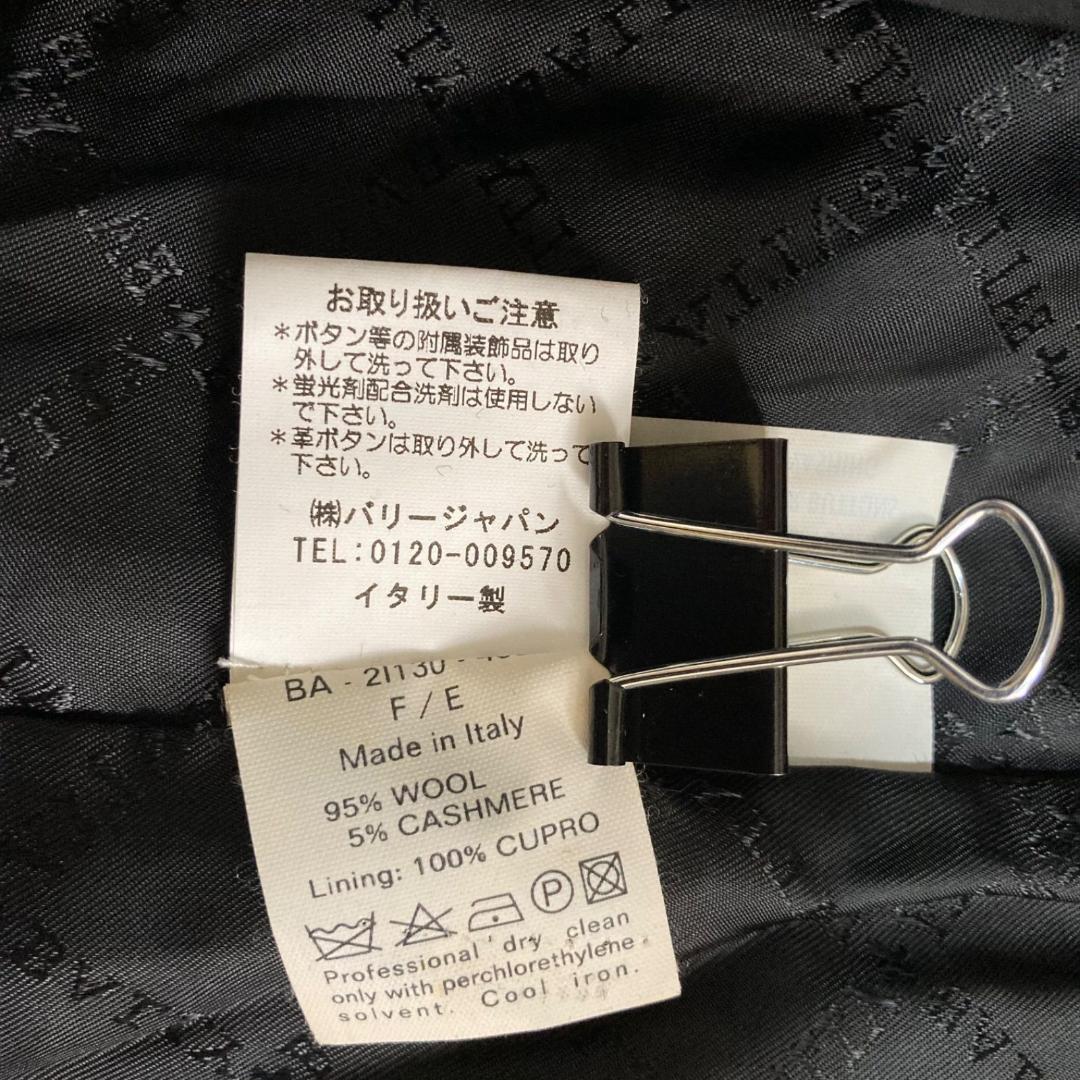 お取り扱いご注意
＊ボタン等の附属装飾品は取り
外して洗って下さい。
＊蛍光剤配合洗剤は使用しない
で下さい。
＊革ボタンは取り外して洗って
下さい。
㈱バリージャパン
TEL:0120-009570
イタリー製
BA - 2I130 -
F / E
Made in Italy
95% WOOL
5% CASHMERE
Lining: 100% CUPRO
P
Professional dry clean
only with perchlorethylene
solvent. Cool iron.